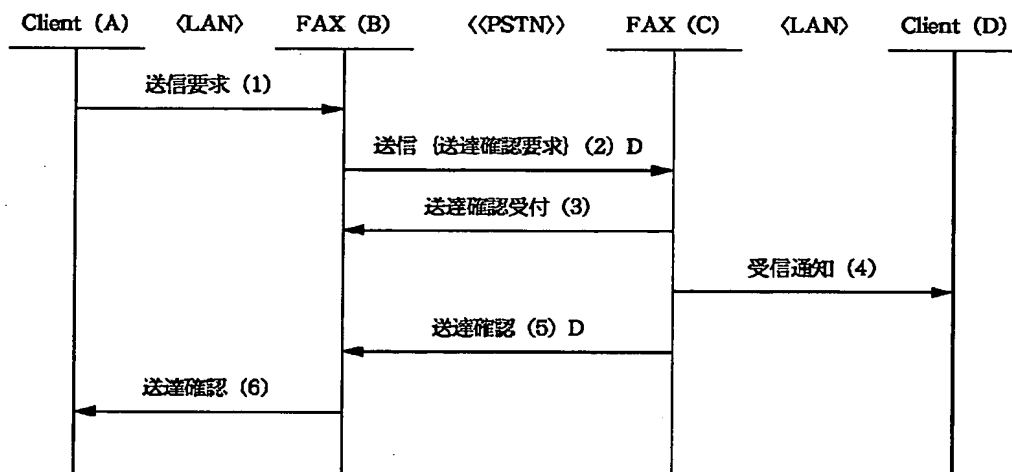 Client (A) 〈LAN〉 FAX (B) 《PSTN》 FAX (C) 〈LAN〉 Client (D)
送信要求 (1)
送信 {送達確認要求} (2) D
送達確認受付 (3)
受信通知 (4)
送達確認 (5) D
送達確認 (6)